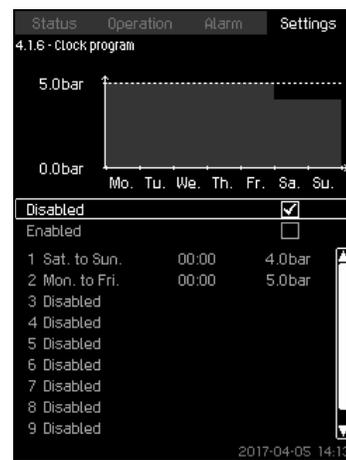 Status Operation Alarm Settings
4.1.6 - Clock program
5.0bar
0.0bar
Mo. Tu. We. Th. Fr. Sa. Su.
Disabled
Enabled
1 Sat. to Sun. 00:00 4.0bar
2 Mon. to Fri. 00:00 5.0bar
3 Disabled
4 Disabled
5 Disabled
6 Disabled
7 Disabled
8 Disabled
9 Disabled
2017-04-05 14:13